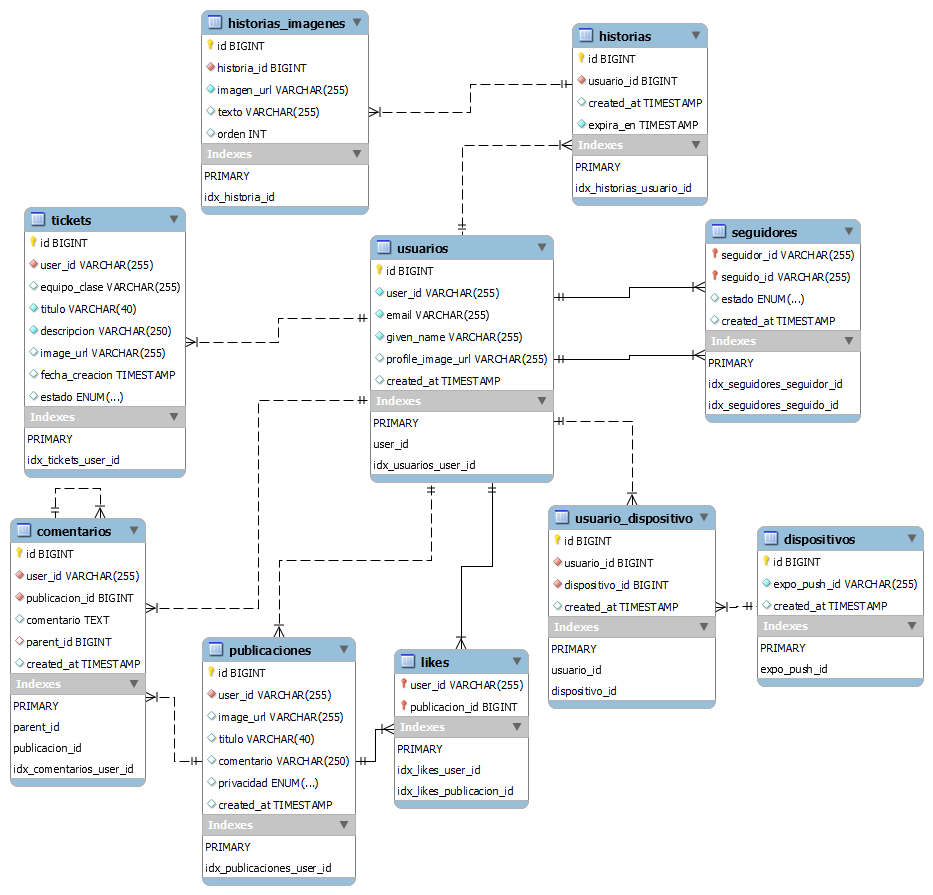 historias_imagenes
id BIGINT
historia_id BIGINT
imagen_url VARCHAR(255)
texto VARCHAR(255)
orden INT
Indexes
PRIMARY
idx_historia_id
historias
id BIGINT
usuario_id BIGINT
created_at TIMESTAMP
expira_en TIMESTAMP
Indexes
PRIMARY
idx_historias_usuario_id
tickets
id BIGINT
user_id VARCHAR(255)
equipo_clase VARCHAR(255)
titulo VARCHAR(40)
descripcion VARCHAR(250)
image_url VARCHAR(255)
fecha_creacion TIMESTAMP
estado ENUM(...)
Indexes
PRIMARY
idx_tickets_user_id
usuarios
id BIGINT
user_id VARCHAR(255)
email VARCHAR(255)
given_name VARCHAR(255)
profile_image_url VARCHAR(255)
created_at TIMESTAMP
Indexes
PRIMARY
user_id
idx_usuarios_user_id
seguidores
seguidor_id VARCHAR(255)
seguido_id VARCHAR(255)
estado ENUM(...)
created_at TIMESTAMP
Indexes
PRIMARY
idx_seguidores_seguidor_id
idx_seguidores_seguido_id
comentarios
id BIGINT
user_id VARCHAR(255)
publicacion_id BIGINT
comentario TEXT
parent_id BIGINT
created_at TIMESTAMP
Indexes
PRIMARY
parent_id
publicacion_id
idx_comentarios_user_id
publicaciones
id BIGINT
user_id VARCHAR(255)
image_url VARCHAR(255)
titulo VARCHAR(40)
comentario VARCHAR(250)
privacidad ENUM(...)
created_at TIMESTAMP
Indexes
PRIMARY
idx_publicaciones_user_id
likes
user_id VARCHAR(255)
publicacion_id BIGINT
Indexes
PRIMARY
idx_likes_user_id
idx_likes_publicacion_id
usuario_dispositivo
id BIGINT
usuario_id BIGINT
dispositivo_id BIGINT
created_at TIMESTAMP
Indexes
PRIMARY
usuario_id
dispositivo_id
dispositivos
id BIGINT
expo_push_id VARCHAR(255)
created_at TIMESTAMP
Indexes
PRIMARY
expo_push_id